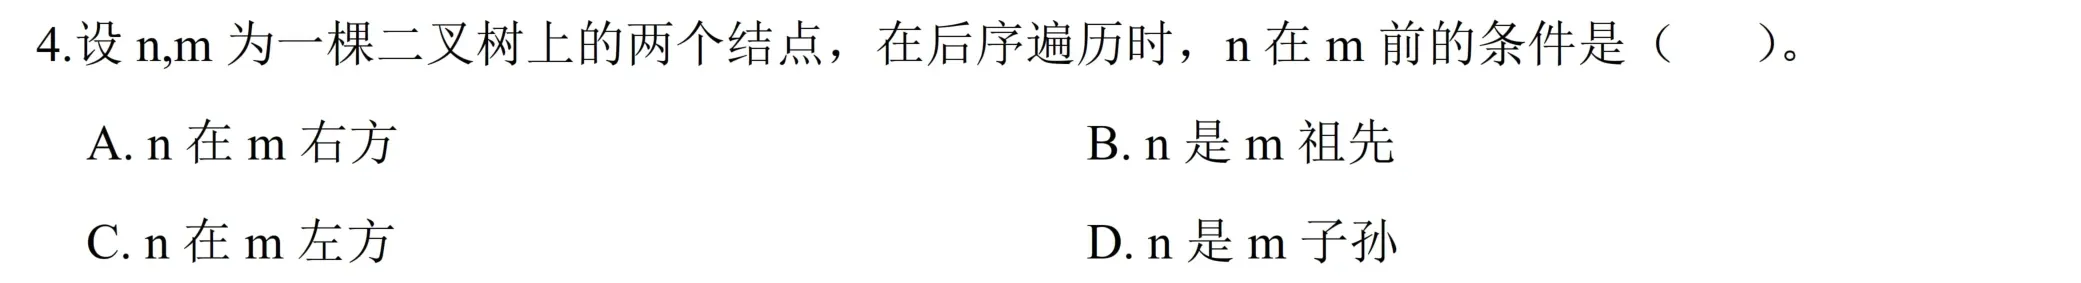 4.设 n,m 为一棵二叉树上的两个结点，在后序遍历时，n 在 m 前的条件是（ ）。
A. n 在 m 右方 B. n 是 m 祖先
C. n 在 m 左方 D. n 是 m 子孙